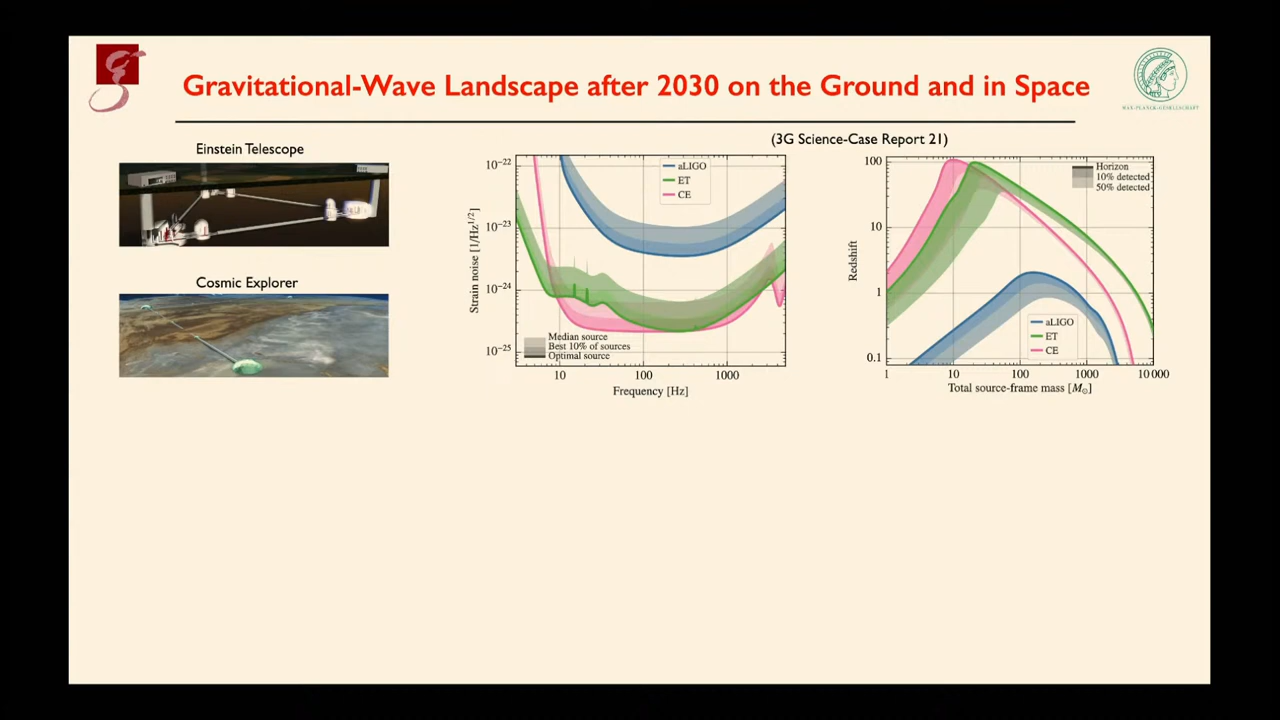 Gravitational-Wave Landscape after 2030 on the Ground and in Space
MAX-PLANCK-GESELLSCHAFT
(3G Science-Case Report 21)
Einstein Telescope
Cosmic Explorer
10⁻²²
10⁻²³
10⁻²⁴
10⁻²⁵
Strain noise [1/Hz^{1/2}]
aLIGO
ET
CE
Median source
Best 10% of sources
Optimal source
10
100
1000
Frequency [Hz]
100
10
1
0.1
Redshift
Horizon
10% detected
50% detected
aLIGO
ET
CE
1
10
100
1000
10 000
Total source-frame mass [M⊙]